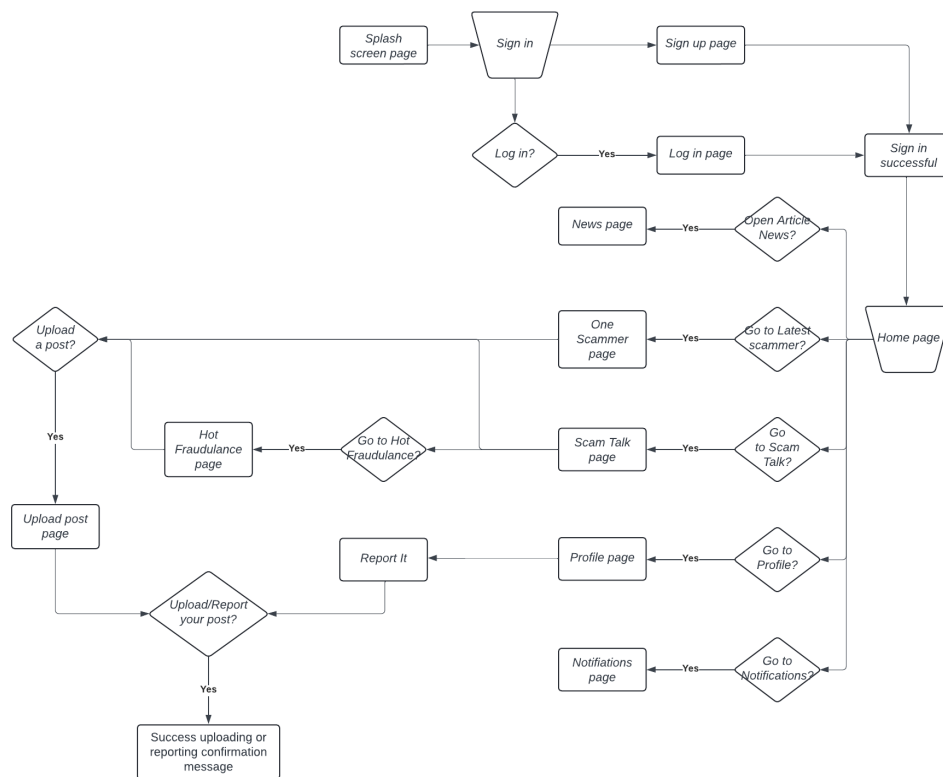 Splash
screen page
Sign in
Sign up page
Log in?
Yes
Log in page
Sign in
successful
News page
Yes
Open Article
News?
Upload
a post?
One
Scammer
page
Yes
Go to Latest
scammer?
Home page
Yes
Hot
Fraudulance
page
Yes
Go to Hot
Fraudulance?
Scam Talk
page
Yes
Go
to Scam
Talk?
Upload post
page
Report It
Profile page
Yes
Go to
Profile?
Upload/Report
your post?
Yes
Notifiations
page
Yes
Go to
Notifications?
Success uploading or
reporting confirmation
message